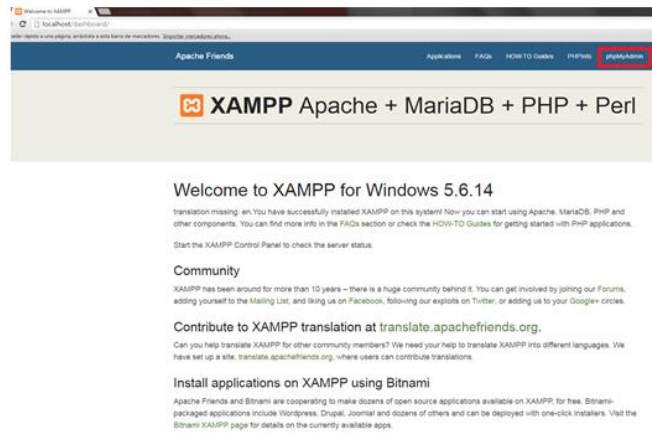 Welcome to XAMPP
localhost/dashboard/
rápido a una página, arrástrala a esta barra de marcadores. Importar marcadores ahora...
Apache Friends Applications FAQs HOW-TO Guides PHPInfo phpMyAdmin
XAMPP Apache + MariaDB + PHP + Perl
Welcome to XAMPP for Windows 5.6.14
translation missing: en.You have successfully installed XAMPP on this system! Now you can start using Apache, MariaDB, PHP and
other components. You can find more info in the FAQs section or check the HOW-TO Guides for getting started with PHP applications.
Start the XAMPP Control Panel to check the server status.
Community
XAMPP has been around for more than 10 years – there is a huge community behind it. You can get involved by joining our Forums,
adding yourself to the Mailing List, and liking us on Facebook, following our exploits on Twitter, or adding us to your Google+ circles.
Contribute to XAMPP translation at translate.apachefriends.org.
Can you help translate XAMPP for other community members? We need your help to translate XAMPP into different languages. We
have set up a site, translate.apachefriends.org, where users can contribute translations.
Install applications on XAMPP using Bitnami
Apache Friends and Bitnami are cooperating to make dozens of open source applications available on XAMPP, for free. Bitnami-
packaged applications include Wordpress, Drupal, Joomla! and dozens of others and can be deployed with one-click installers. Visit the
Bitnami XAMPP page for details on the currently available apps.